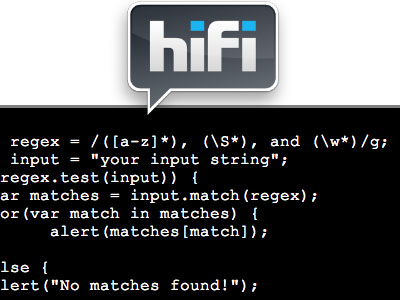 hifi
regex = /([a-z]*), (\S*), and (\w*)/g;
input = "your input string";
regex.test(input)) {
ar matches = input.match(regex);
or(var match in matches) {
alert(matches[match]);
lse {
lert("No matches found!");